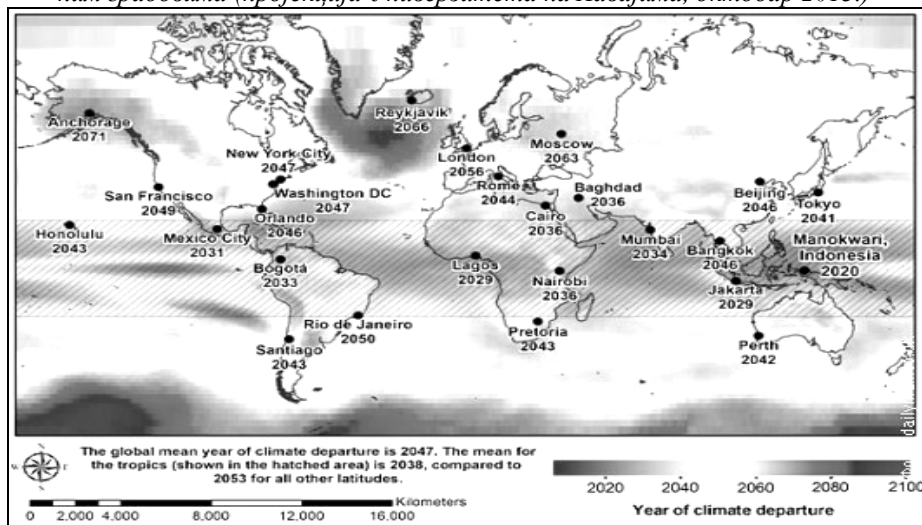 Anchorage
2071
Reykjavik
2066
New York City
2047
London
2056
Moscow
2063
San Francisco
2049
Washington DC
2047
Rome
2044
Baghdad
2036
Beijing
2046
Tokyo
2041
Orlando
2046
Cairo
2036
Honolulu
2043
Mexico City
2031
Mumbai
2034
Bangkok
2046
Manokwari,
Indonesia
2020
Bogotá
2033
Lagos
2029
Nairobi
2036
Jakarta
2029
Rio de Janeiro
2050
Pretoria
2043
Santiago
2043
Perth
2042
The global mean year of climate departure is 2047. The mean for
the tropics (shown in the hatched area) is 2038, compared to
2053 for all other latitudes.
Kilometers
0 2,000 4,000 8,000 12,000 16,000
2020 2040 2060 2080 2100
Year of climate departure